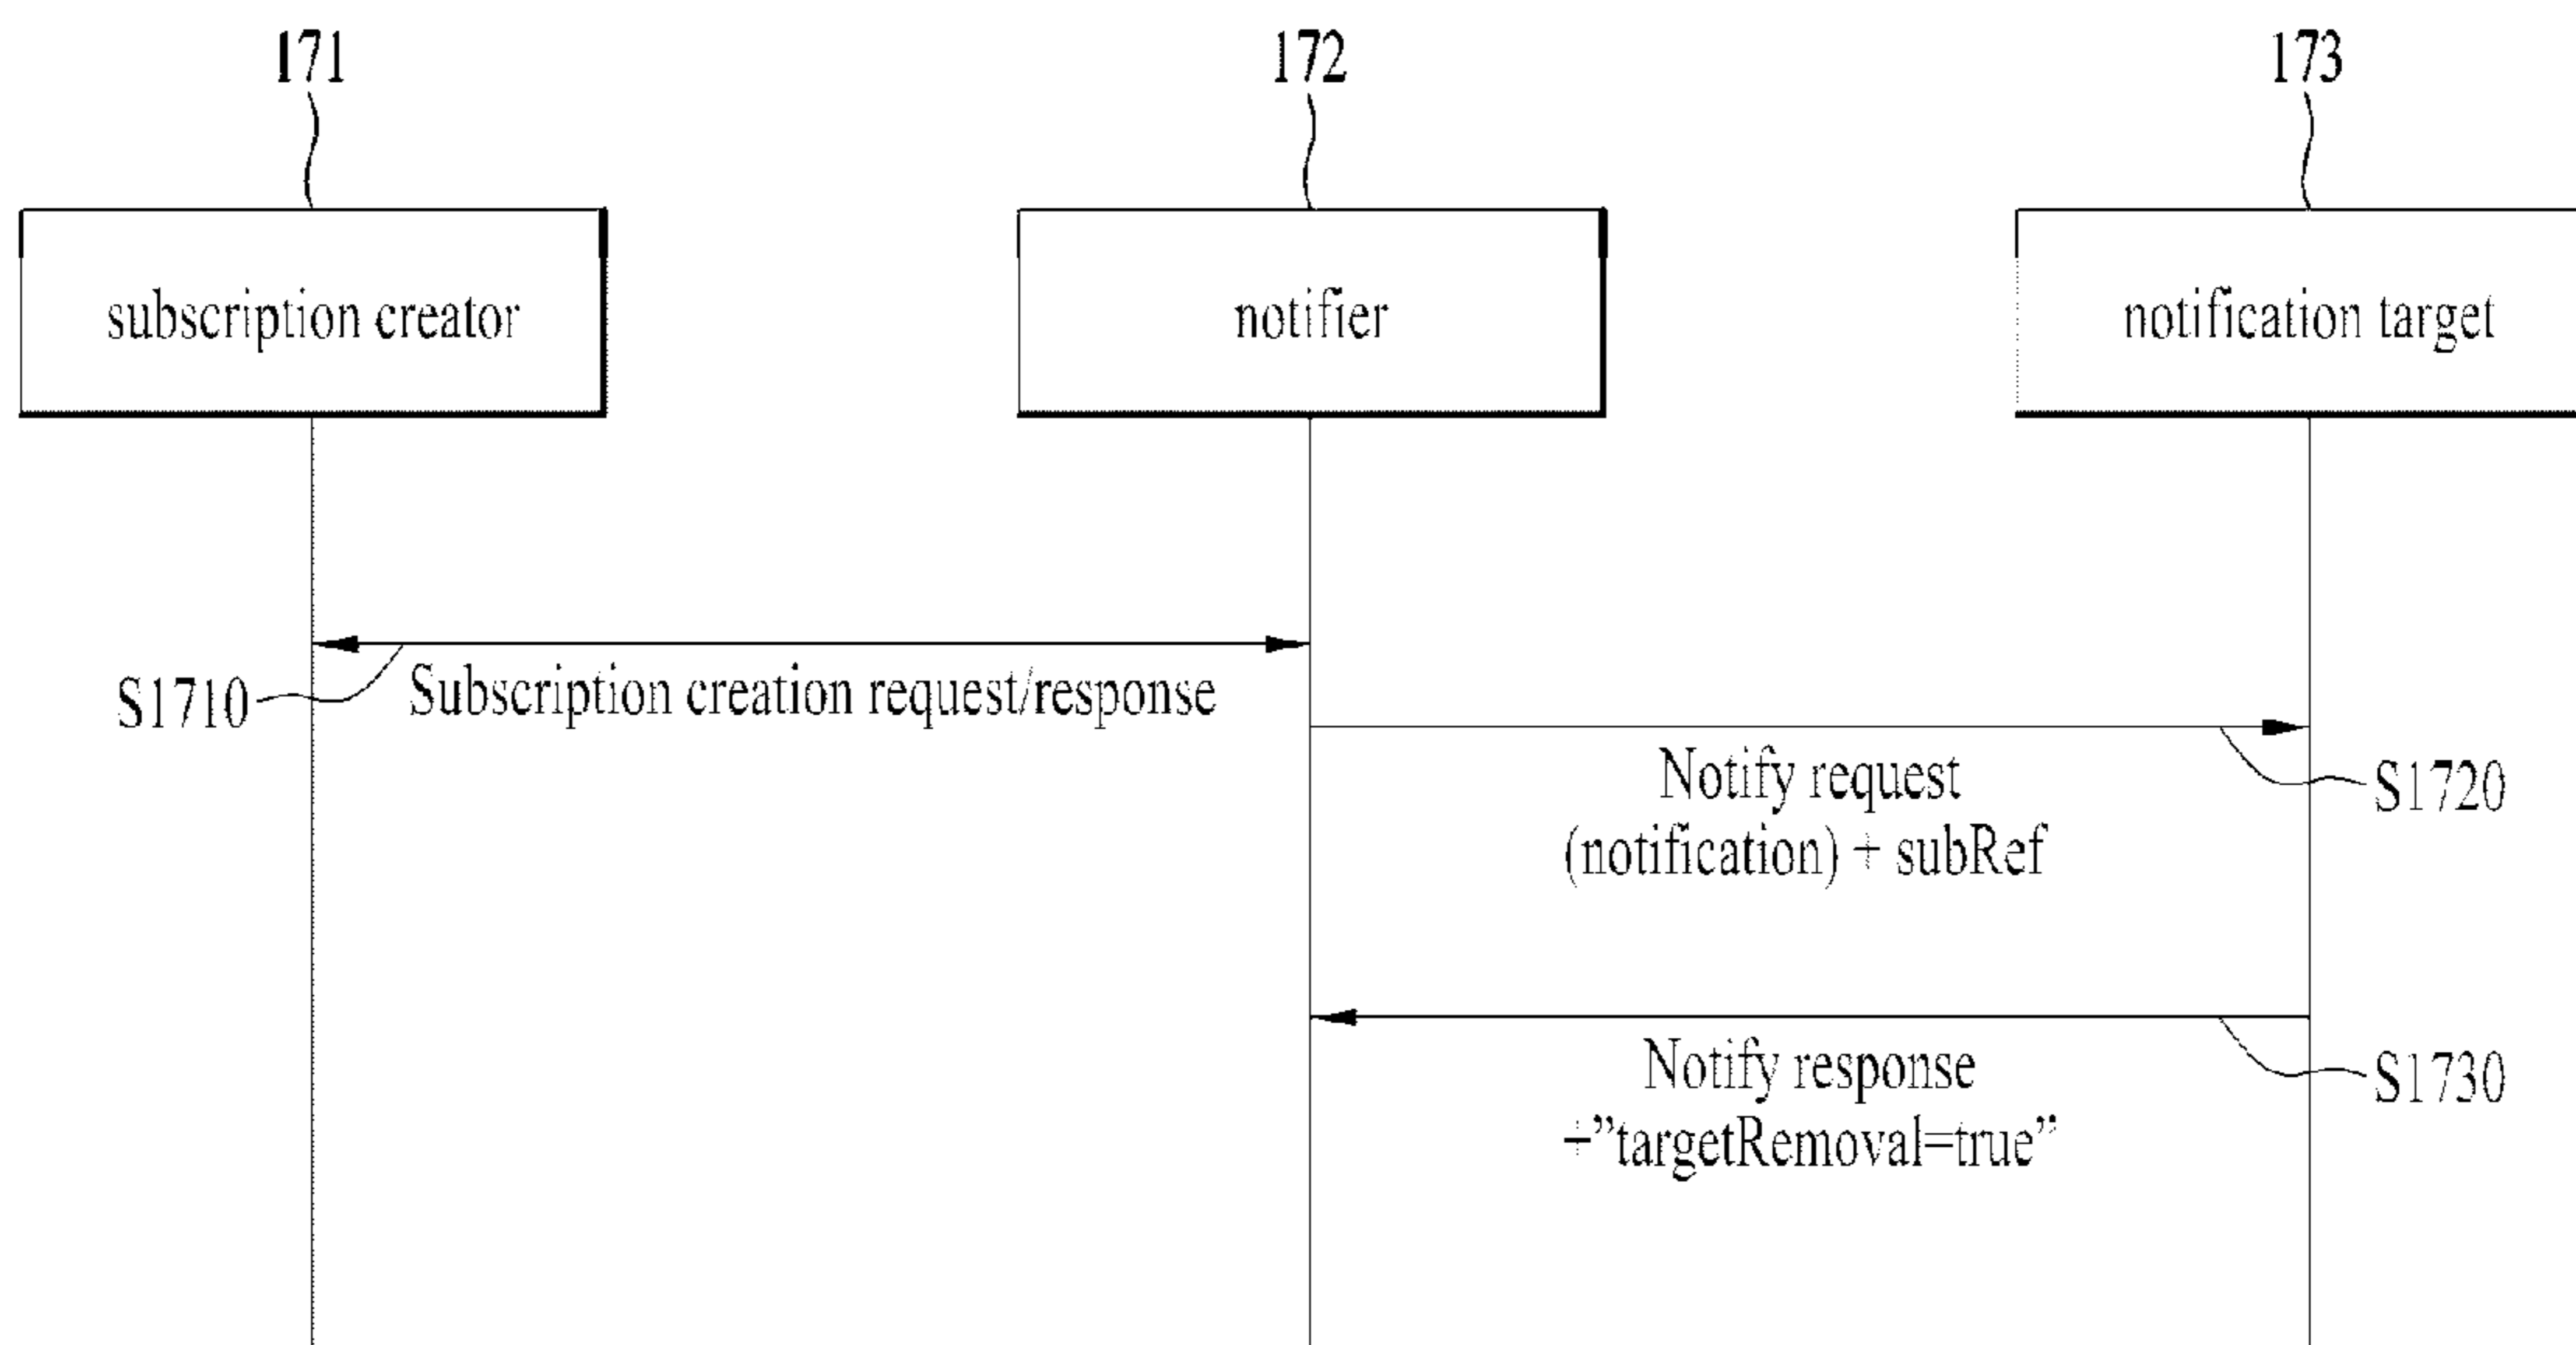 171
172
173
subscription creator
notifier
notification target
S1710
Subscription creation request/response
Notify request
(notification) + subRef
S1720
Notify response
+”targetRemoval=true”
S1730